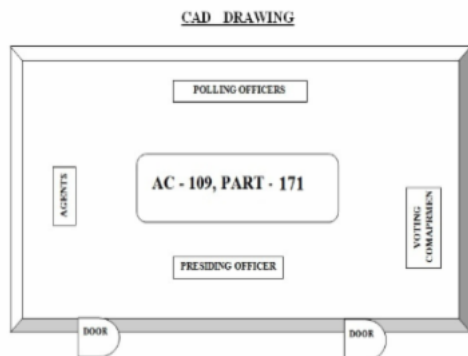 CAD DRAWING
POLLING OFFICERS
AGENTS
AC - 109, PART - 171
VOTING
COMAPRMEN
PRESIDING OFFICER
DOOR
DOOR